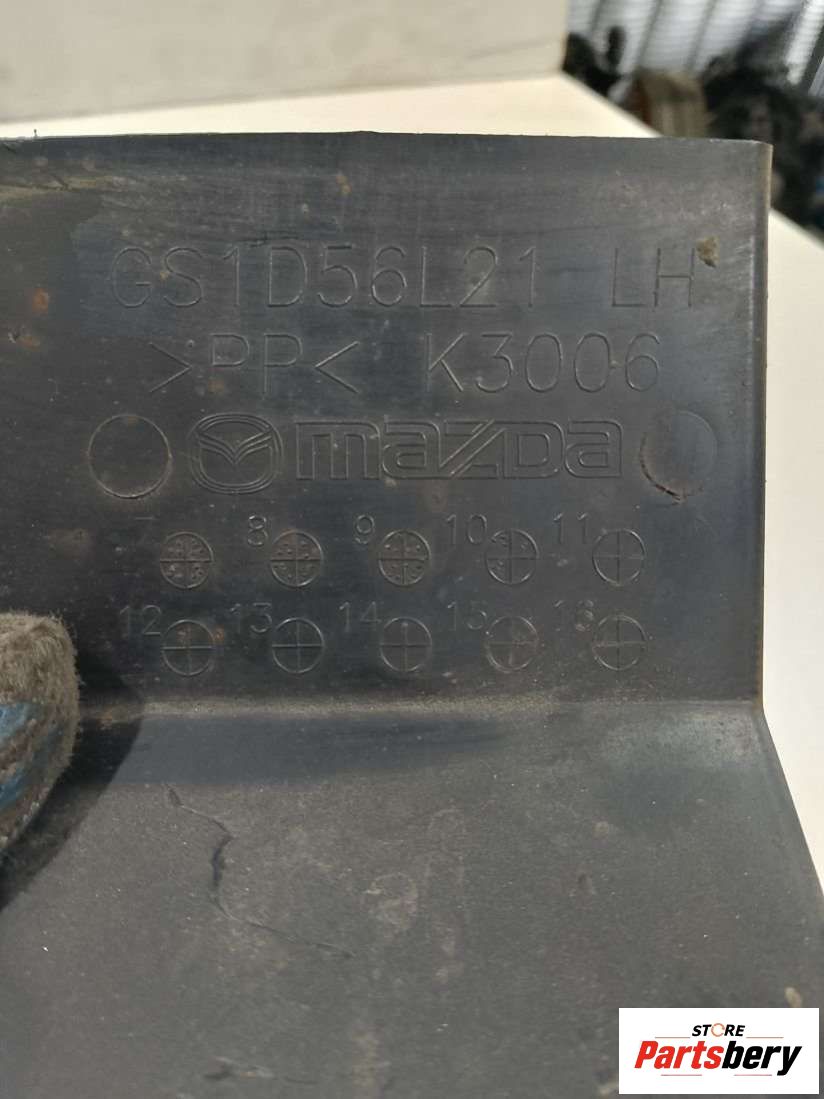 GS1D56L21 LH
>PP< K3006
mazda
7 8 9 10 11
12 13 14 15 16
STORE
Partsbery